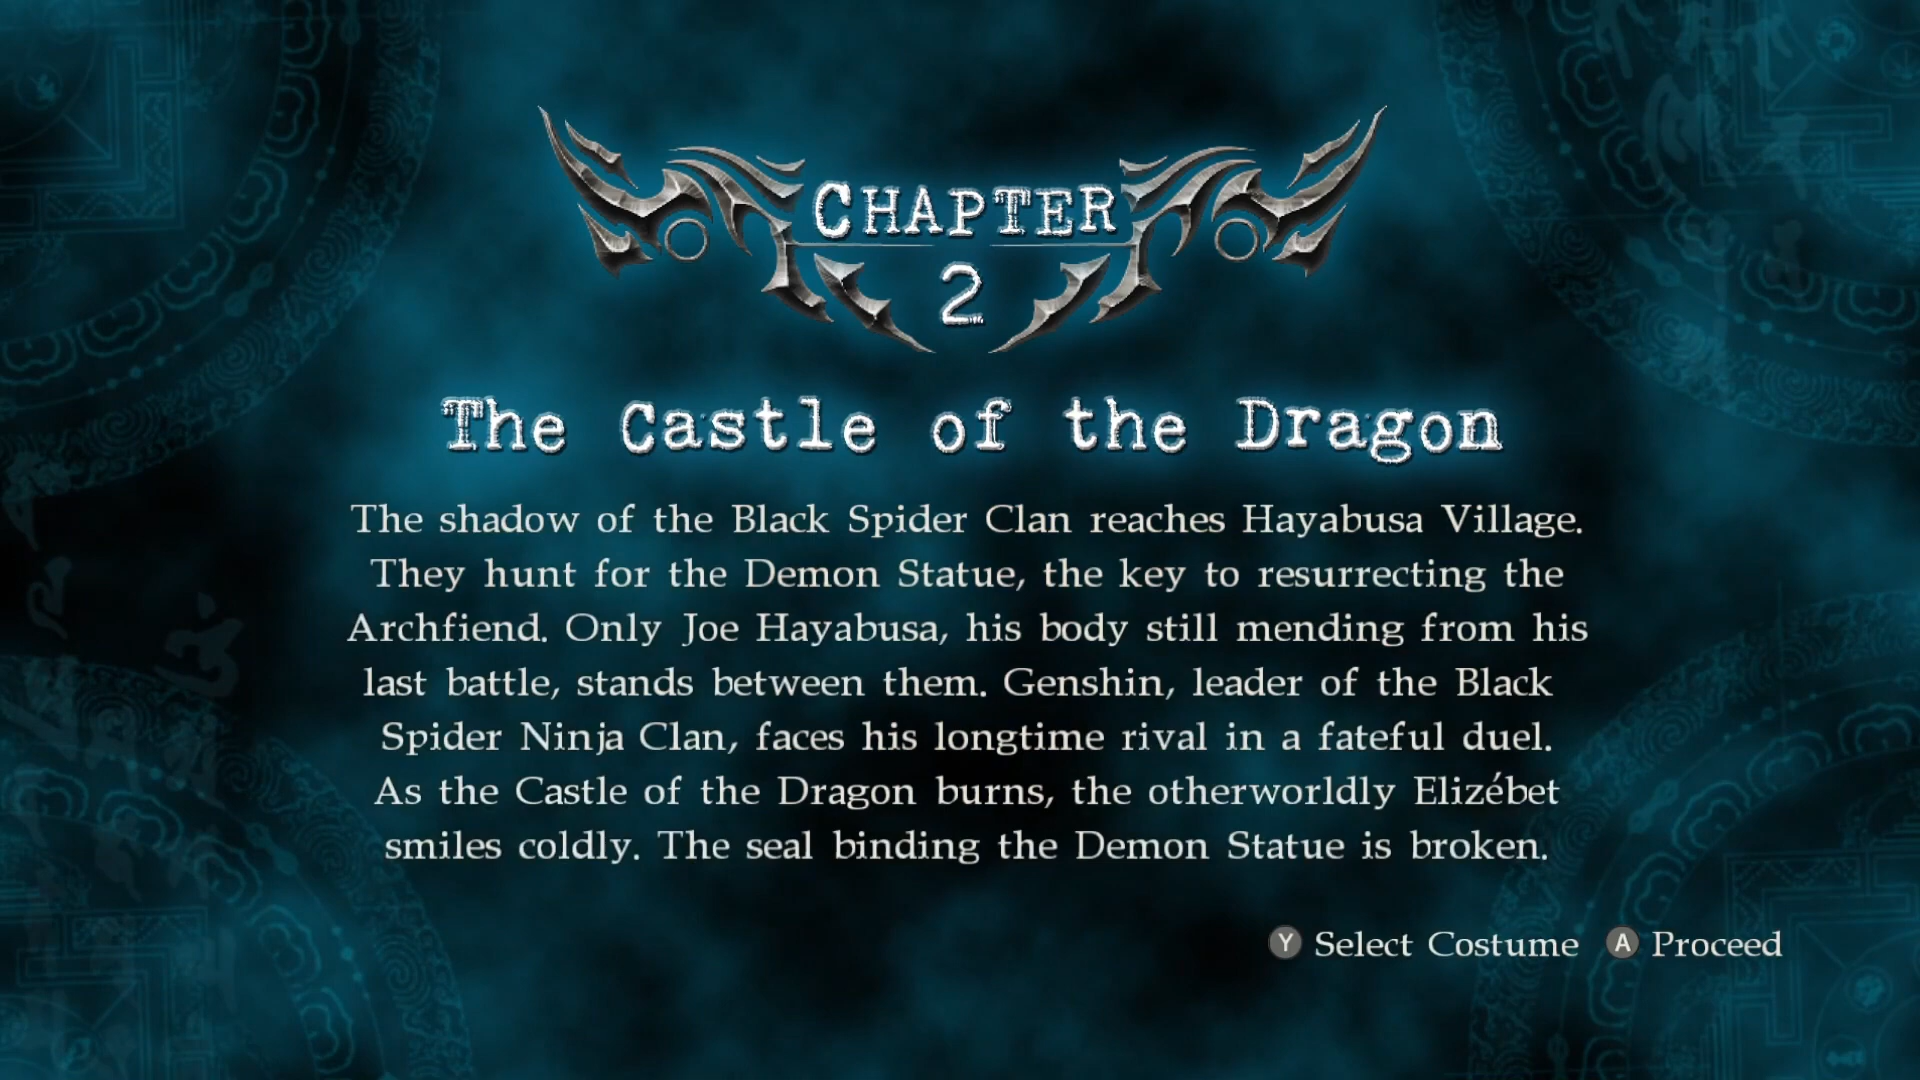 CHAPTER
2
The Castle of the Dragon
The shadow of the Black Spider Clan reaches Hayabusa Village.
They hunt for the Demon Statue, the key to resurrecting the
Archfiend. Only Joe Hayabusa, his body still mending from his
last battle, stands between them. Genshin, leader of the Black
Spider Ninja Clan, faces his longtime rival in a fateful duel.
As the Castle of the Dragon burns, the otherworldly Elizébet
smiles coldly. The seal binding the Demon Statue is broken.
Y Select Costume A Proceed